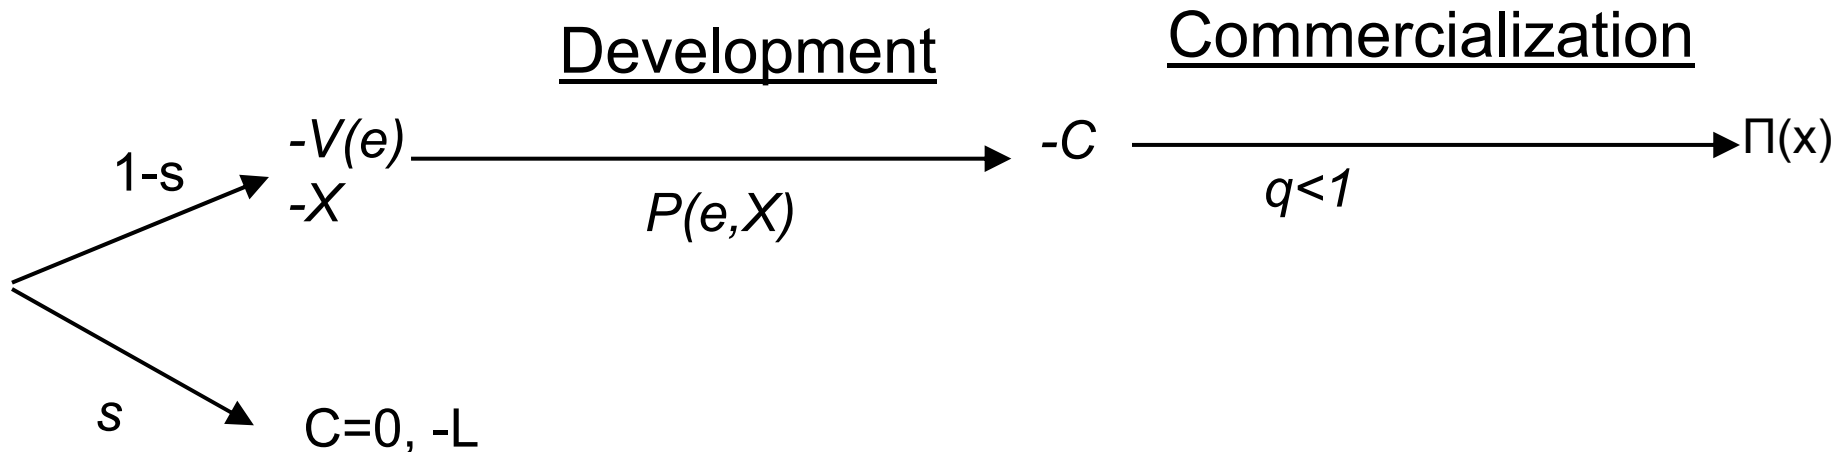 Development
Commercialization
1-s
-V(e)
-X
P(e,X)
-C
q<1
Π(x)
s
C=0, -L